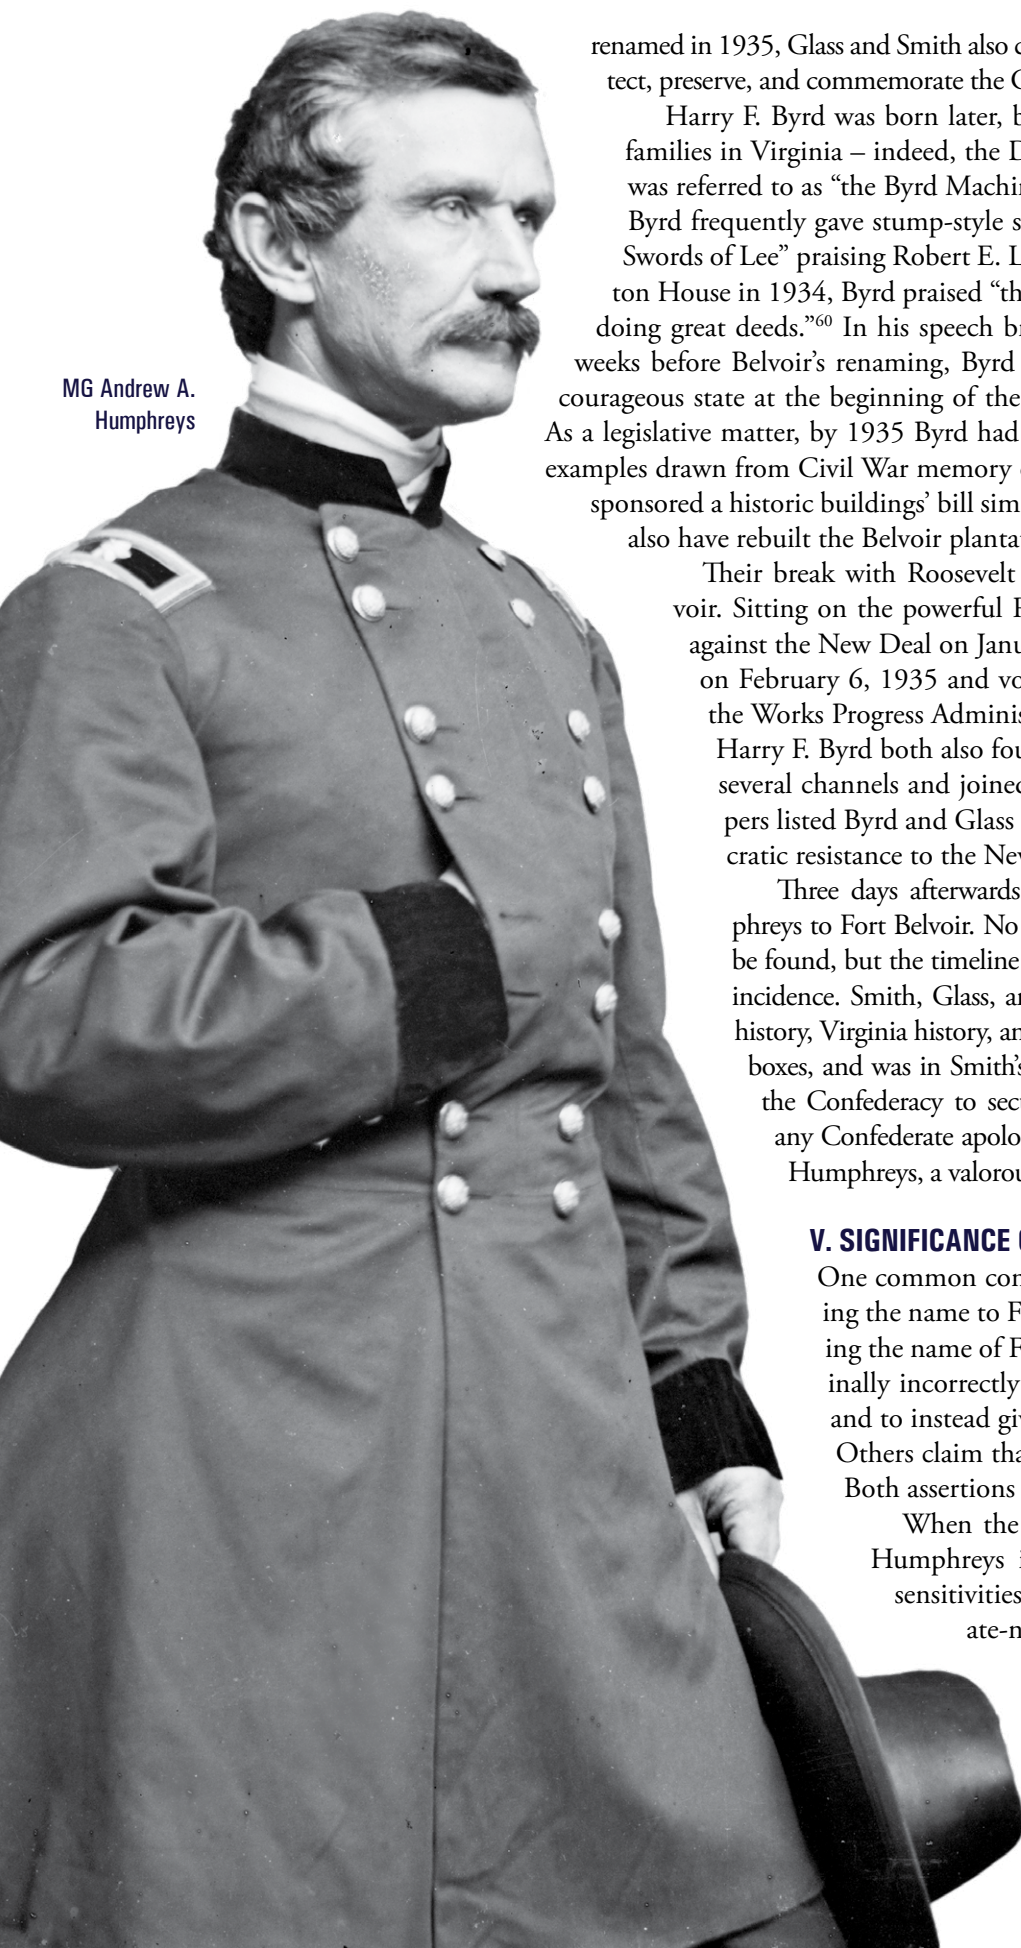 MG Andrew A.
Humphreys
renamed in 1935, Glass and Smith also
tect, preserve, and commemorate the
Harry F. Byrd was born later,
families in Virginia – indeed, the
was referred to as “the Byrd
Byrd frequently gave stump-style
Swords of Lee” praising Robert E.
ton House in 1934, Byrd praised
doing great deeds.”60 In his speech
weeks before Belvoir’s renaming, Byrd
courageous state at the beginning of the
As a legislative matter, by 1935 Byrd had
examples drawn from Civil War memory
sponsored a historic buildings’ bill
also have rebuilt the Belvoir
Their break with Roosevelt
voir. Sitting on the powerful
against the New Deal on
on February 6, 1935 and
the Works Progress
Harry F. Byrd both also
several channels and joined
pers listed Byrd and Glass
cratic resistance to the
Three days afterwards
phreys to Fort Belvoir. No
be found, but the timeline
incidence. Smith, Glass,
history, Virginia history,
boxes, and was in Smith’s
the Confederacy to
any Confederate
Humphreys, a
V. SIGNIFICANCE
One common
ing the name to
ing the name of
inally incorrectly
and to instead
Others claim
Both assertions
When the
Humphreys
sensitivities